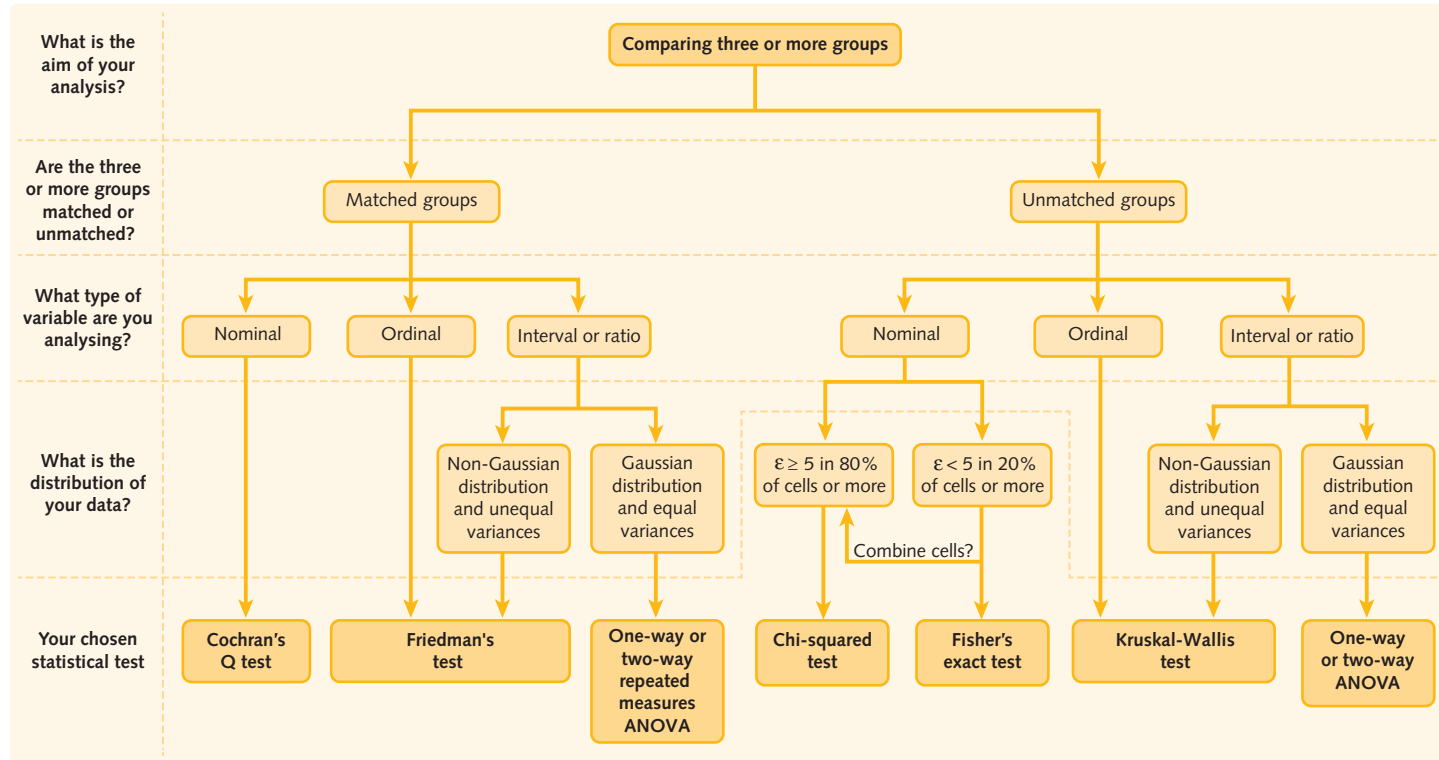 What is the
aim of your
analysis?
Comparing three or more groups
Are the three
or more groups
matched or
unmatched?
Matched groups
Unmatched groups
What type of
variable are you
analysing?
Nominal
Ordinal
Interval or ratio
Nominal
Ordinal
Interval or ratio
What is the
distribution of
your data?
Non-Gaussian
distribution
and unequal
variances
Gaussian
distribution
and equal
variances
ε ≥ 5 in 80%
of cells or more
ε < 5 in 20%
of cells or more
Combine cells?
Non-Gaussian
distribution
and unequal
variances
Gaussian
distribution
and equal
variances
Your chosen
statistical test
Cochran’s
Q test
Friedman's
test
One-way or
two-way
repeated
measures
ANOVA
Chi-squared
test
Fisher’s
exact test
Kruskal-Wallis
test
One-way
or two-way
ANOVA